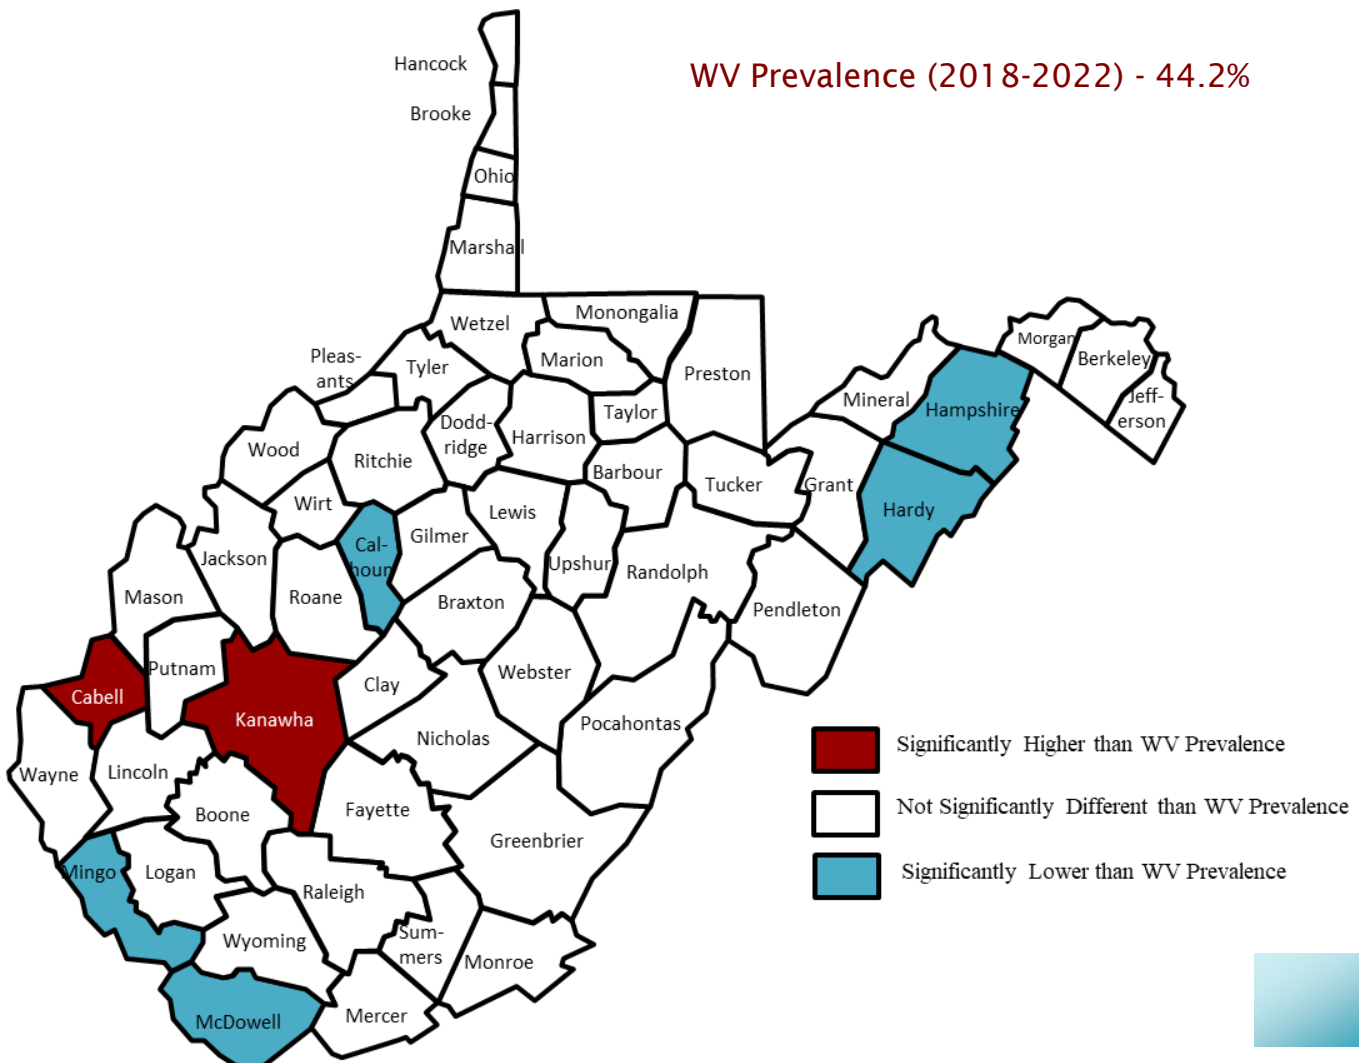 WV Prevalence (2018-2022) - 44.2%
Hancock
Brooke
Ohio
Marshall
Wetzel
Monongalia
Marion
Preston
Pleas-
ants
Tyler
Morgan
Berkeley
Jeff-
erson
Mineral
Hampshire
Wood
Ritchie
Dodd-
ridge
Harrison
Taylor
Barbour
Tucker
Grant
Hardy
Wirt
Lewis
Gilmer
Cal-
houn
Jackson
Roane
Upshur
Randolph
Mason
Braxton
Pendleton
Putnam
Webster
Clay
Cabell
Kanawha
Pocahontas
Nicholas
Wayne
Lincoln
Boone
Fayette
Greenbrier
Mingo
Logan
Raleigh
Wyoming
Sum-
mers
Monroe
McDowell
Mercer
Significantly Higher than WV Prevalence
Not Significantly Different than WV Prevalence
Significantly Lower than WV Prevalence